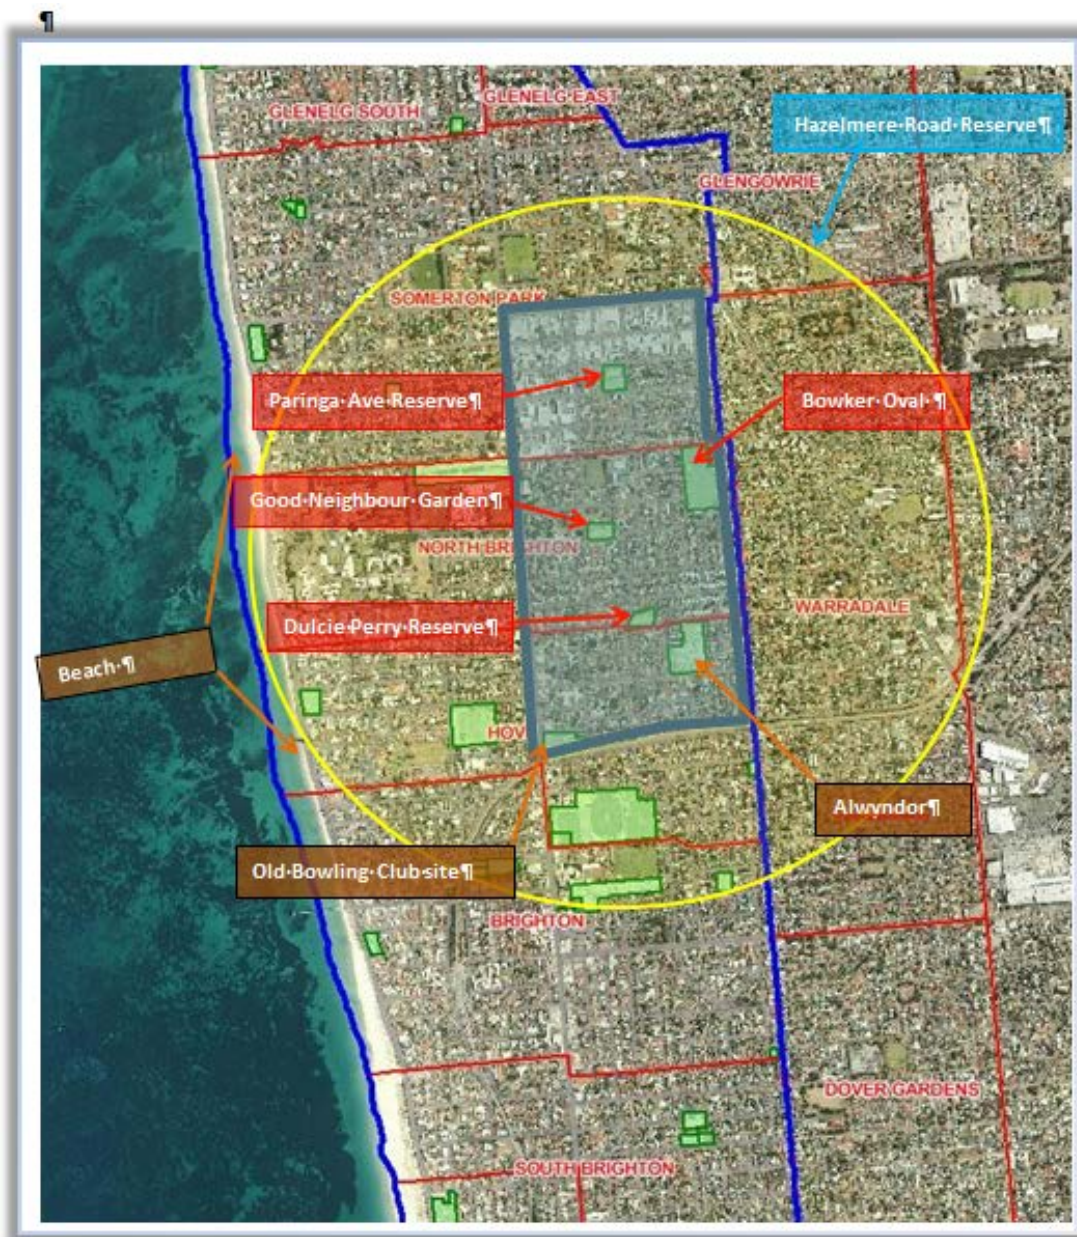 ¶
GLENELG SOUTH
GLENELG EAST
Hazelmere·Road·Reserve¶
GLENGOWRIE
SOMERTON PARK
Paringa·Ave·Reserve¶
Bowker·Oval·¶
Good·Neighbour·Garden¶
NORTH BRIGHTON
WARRADALE
Dulcie·Perry·Reserve¶
Beach·¶
HOV
Alwyndor¶
Old·Bowling·Club·site¶
BRIGHTON
DOVER GARDENS
SOUTH BRIGHTON